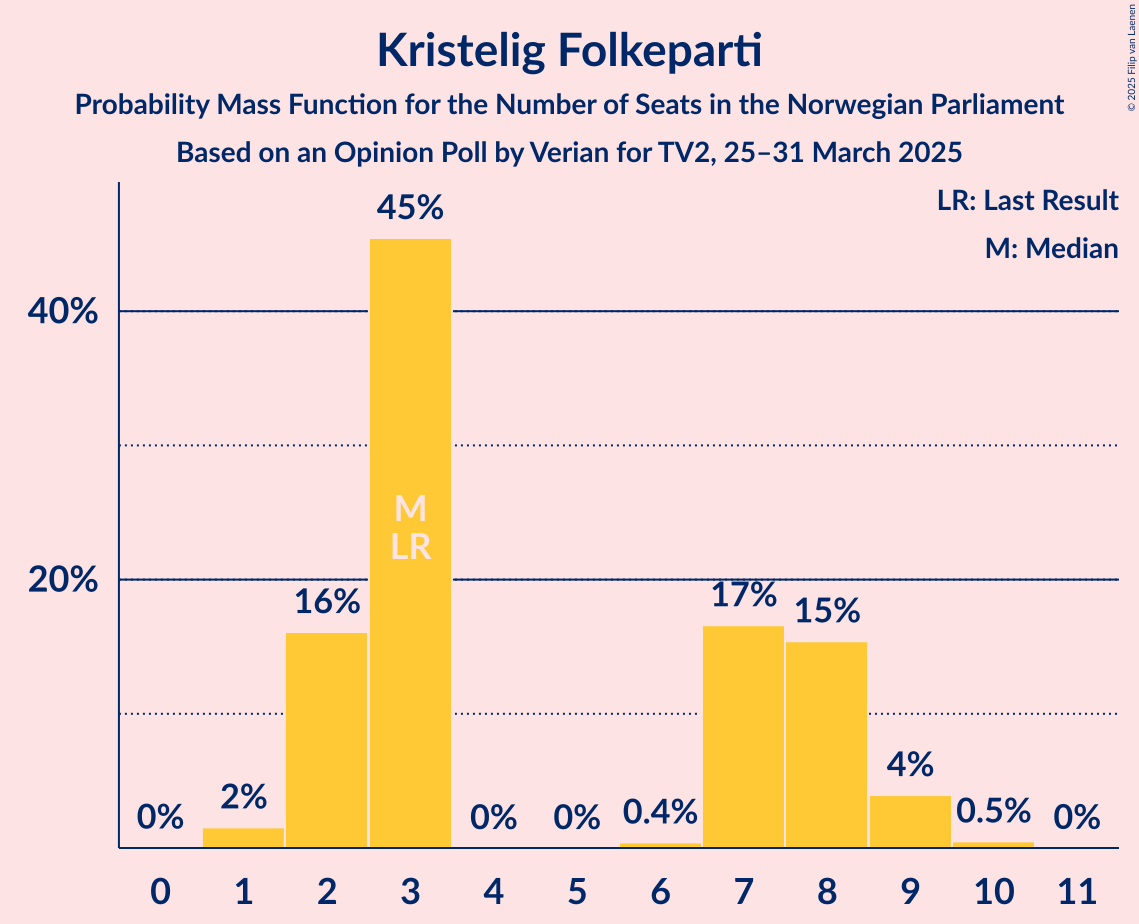 Kristelig Folkeparti
Probability Mass Function for the Number of Seats in the Norwegian Parliament
Based on an Opinion Poll by Verian for TV2, 25–31 March 2025
© 2025 Filip van Laenen
LR: Last Result
M: Median
45%
40%
M
LR
20%
16%
17%
15%
0%
2%
0%
0%
0.4%
4%
0.5%
0%
0 1 2 3 4 5 6 7 8 9 10 11